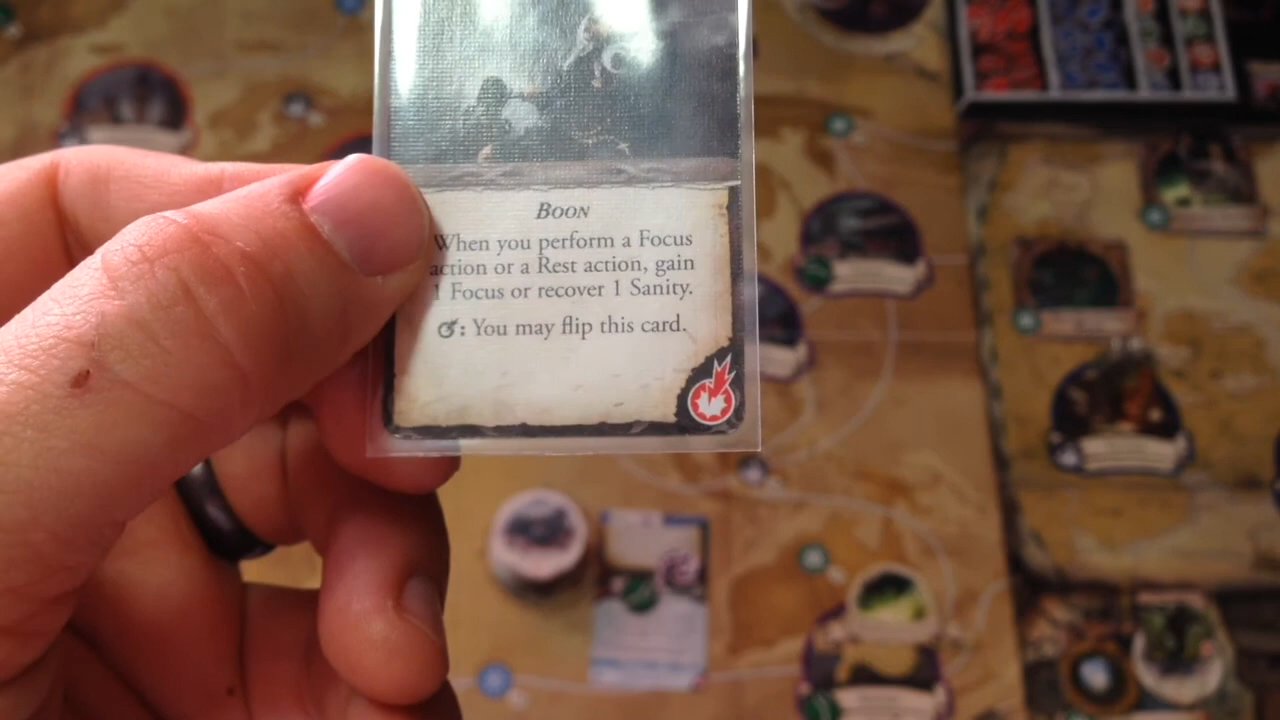 BOON
When you perform a Focus
action or a Rest action, gain
1 Focus or recover 1 Sanity.
: You may flip this card.